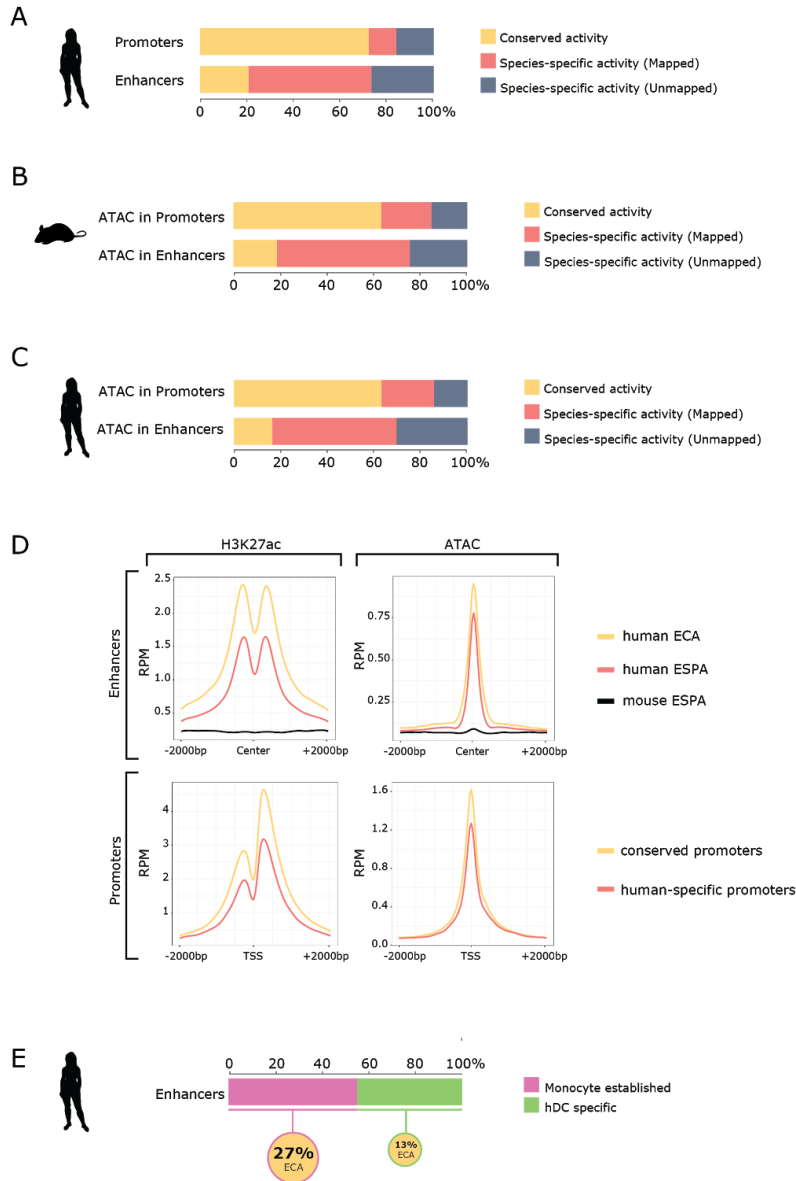 A
Promoters
Enhancers
0 20 40 60 80 100%
Conserved activity
Species-specific activity (Mapped)
Species-specific activity (Unmapped)
B
ATAC in Promoters
ATAC in Enhancers
0 20 40 60 80 100%
Conserved activity
Species-specific activity (Mapped)
Species-specific activity (Unmapped)
C
ATAC in Promoters
ATAC in Enhancers
0 20 40 60 80 100%
Conserved activity
Species-specific activity (Mapped)
Species-specific activity (Unmapped)
D
H3K27ac
ATAC
Enhancers
RPM
2.5
2.0
1.5
1.0
0.5
-2000bp Center +2000bp
RPM
0.75
0.50
0.25
-2000bp Center +2000bp
human ECA
human ESPA
mouse ESPA
Promoters
RPM
4
3
2
1
-2000bp TSS +2000bp
RPM
1.6
1.2
0.8
0.4
0.0
-2000bp TSS +2000bp
conserved promoters
human-specific promoters
E
0 20 40 60 80 100%
Enhancers
Monocyte established
hDC specific
27%
ECA
13%
ECA